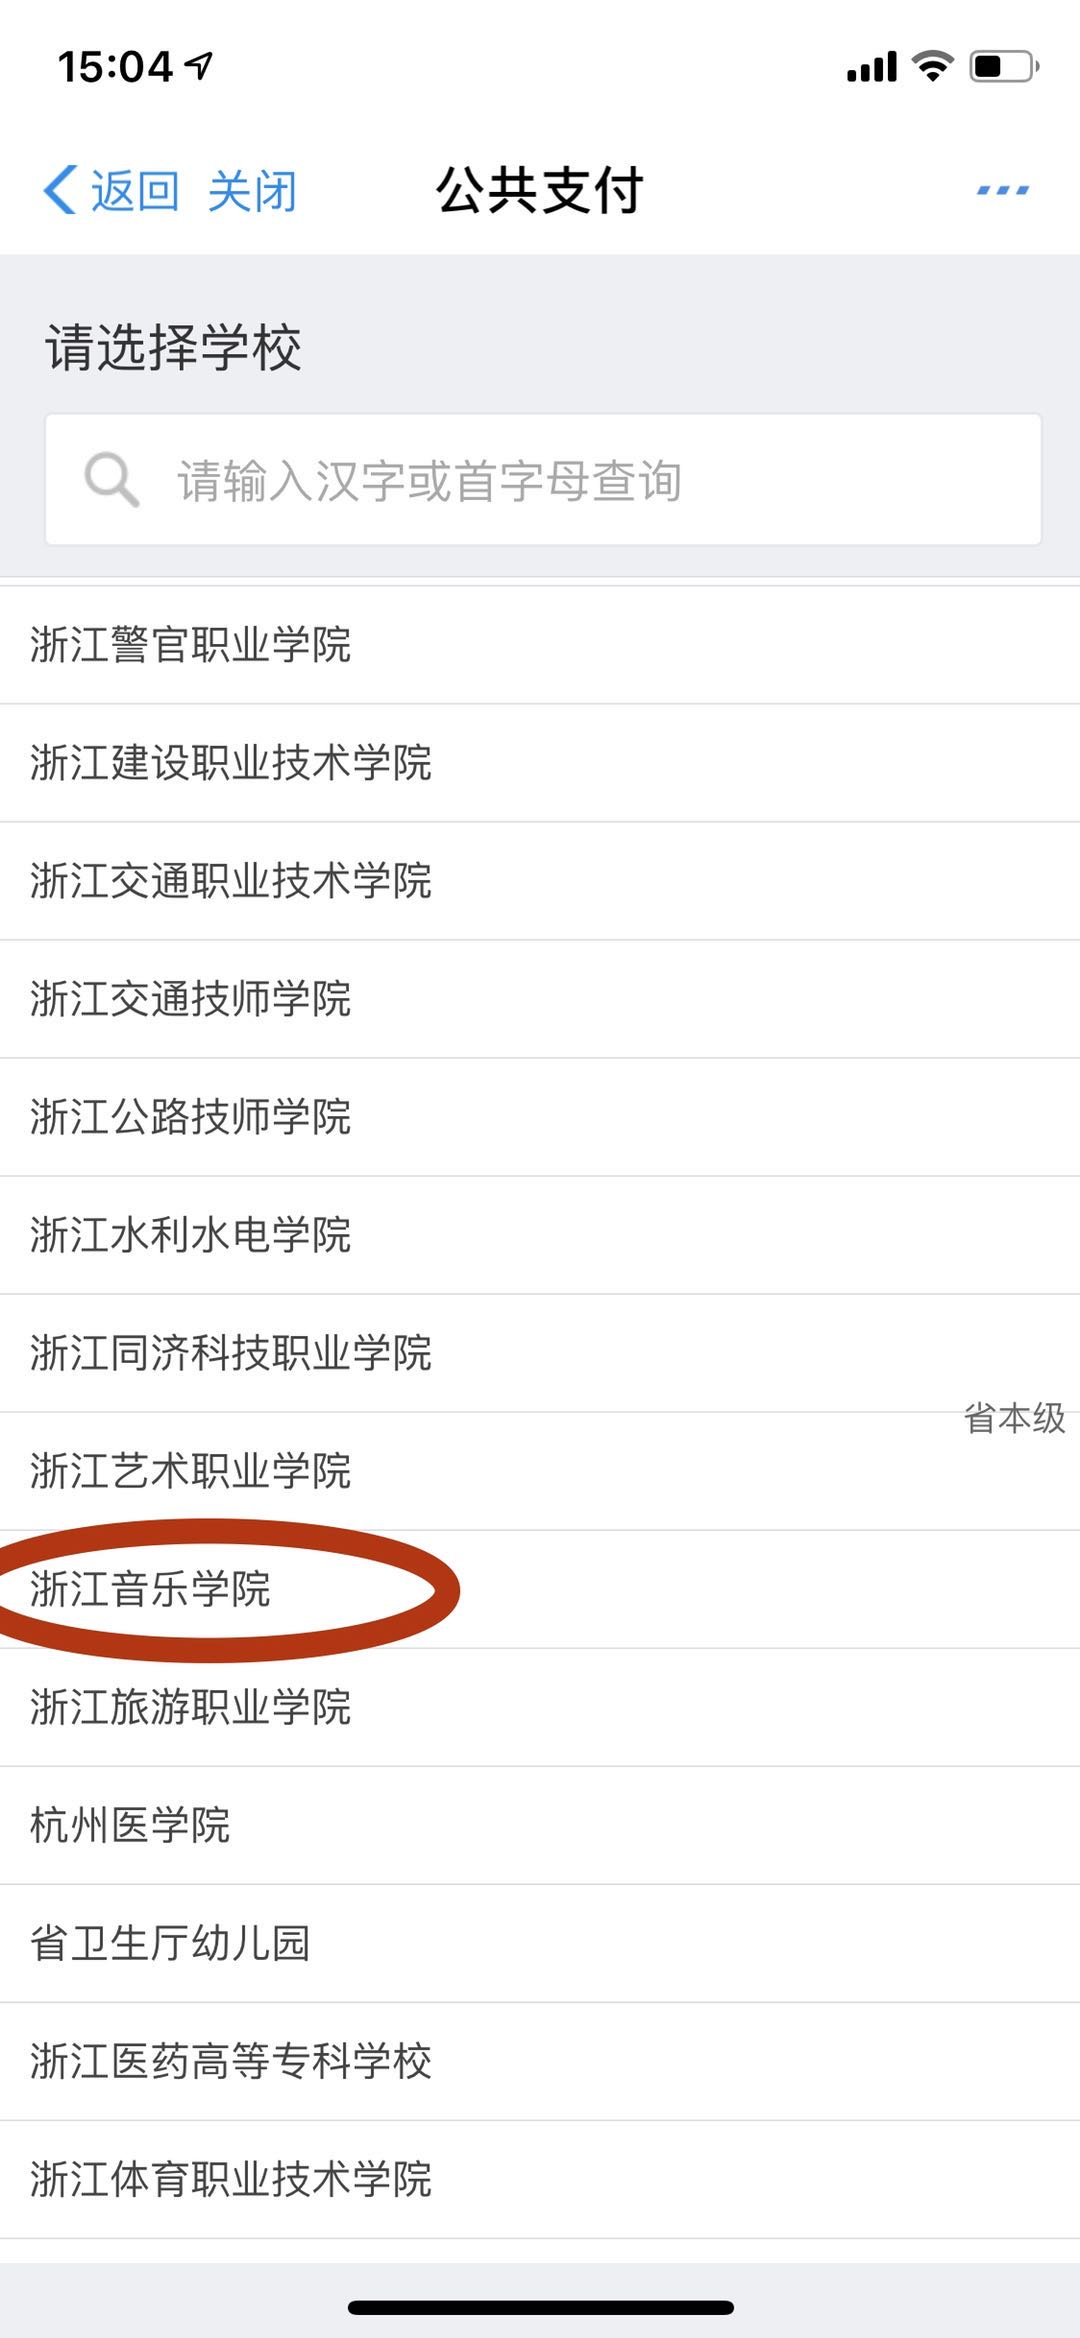 15:04
返回 关闭 公共支付 ...
请选择学校
请输入汉字或首字母查询
浙江警官职业学院
浙江建设职业技术学院
浙江交通职业技术学院
浙江交通技师学院
浙江公路技师学院
浙江水利水电学院
浙江同济科技职业学院
省本级
浙江艺术职业学院
浙江音乐学院
浙江旅游职业学院
杭州医学院
省卫生厅幼儿园
浙江医药高等专科学校
浙江体育职业技术学院